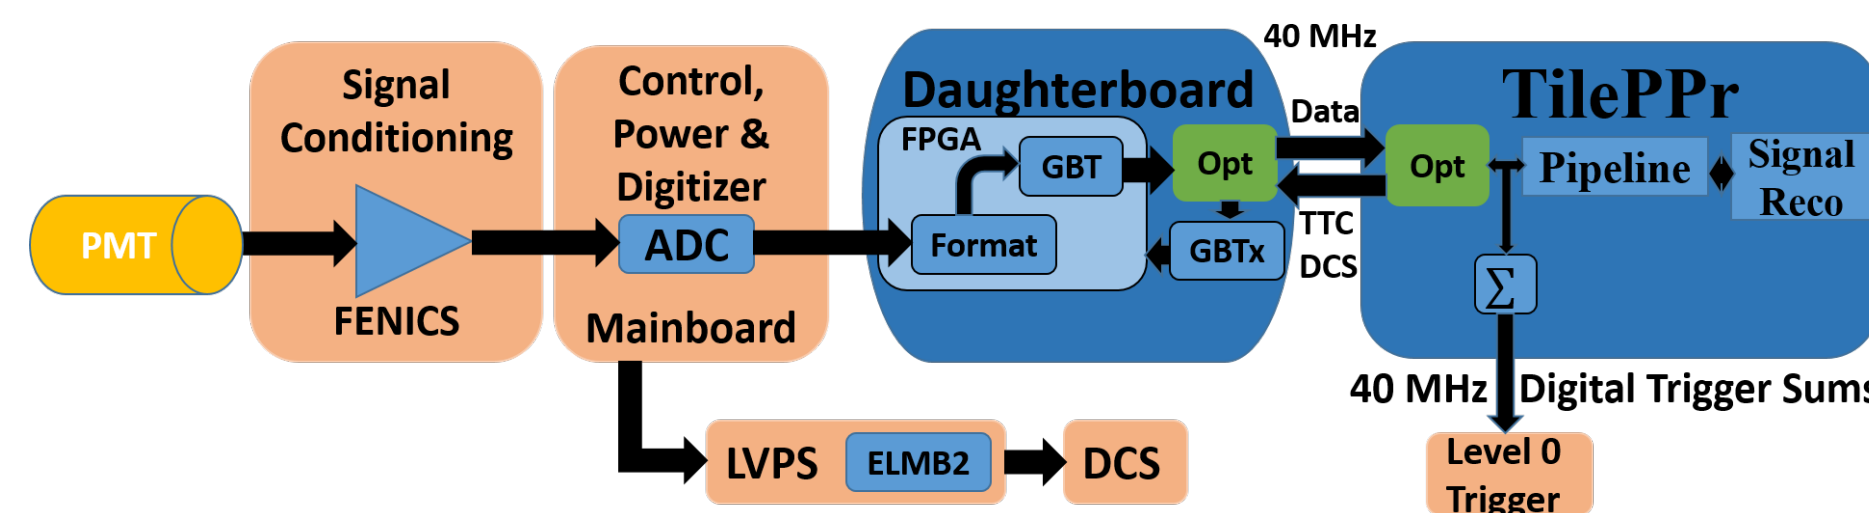 PMT
Signal
Conditioning
FENICS
Control,
Power &
Digitizer
ADC
Mainboard
LVPS
ELMB2
DCS
Daughterboard
FPGA
GBT
Format
Opt
GBTx
40 MHz
Data
TTC
DCS
TilePPr
Opt
Pipeline
Signal
Reco
Σ
40 MHz
Digital Trigger Sums
Level 0
Trigger